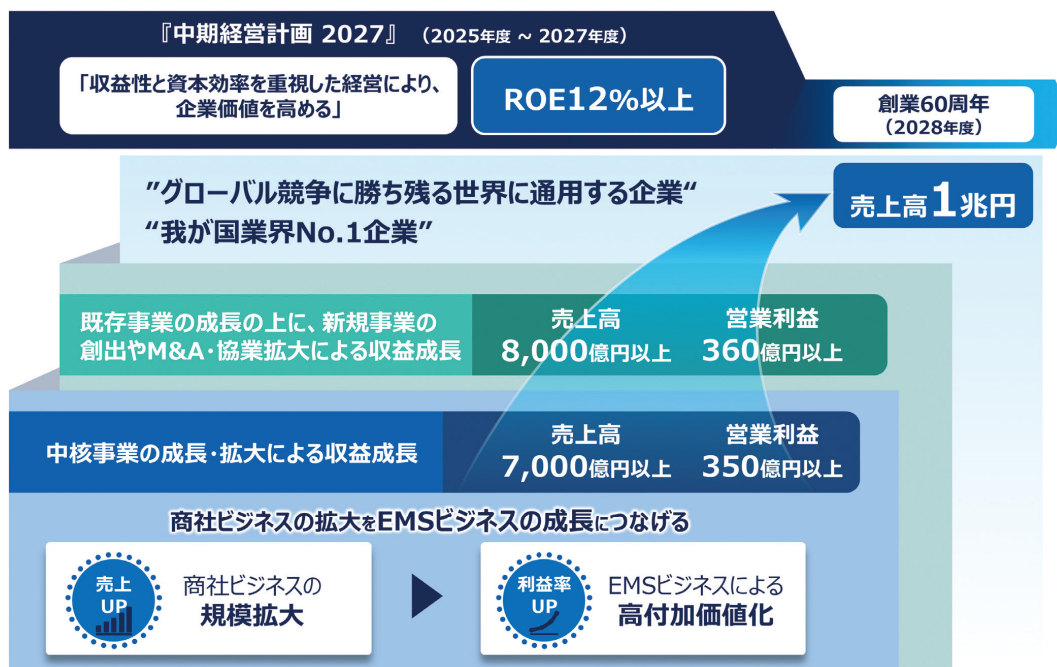 『中期経営計画 2027』 (2025年度 ~ 2027年度)
「収益性と資本効率を重視した経営により、
企業価値を高める」
ROE12%以上
創業60周年
(2028年度)
”グローバル競争に勝ち残る世界に通用する企業“
“我が国業界No.1企業”
売上高1兆円
既存事業の成長の上に、新規事業の
創出やM&A・協業拡大による収益成長
売上高
8,000億円以上
営業利益
360億円以上
中核事業の成長・拡大による収益成長
売上高
7,000億円以上
営業利益
350億円以上
商社ビジネスの拡大をEMSビジネスの成長につなげる
売上
UP
商社ビジネスの
規模拡大
利益率
UP
EMSビジネスによる
高付加価値化